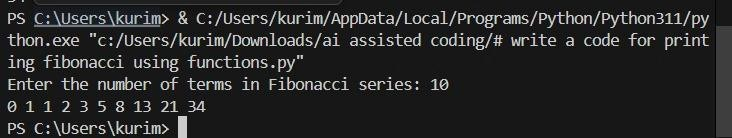 PS C:\Users\kurim> & C:/Users/kurim/AppData/Local/Programs/Python/Python311/py
thon.exe "c:/Users/kurim/Downloads/ai assisted coding/# write a code for print
ing fibonacci using functions.py"
Enter the number of terms in Fibonacci series: 10
0 1 1 2 3 5 8 13 21 34
PS C:\Users\kurim>